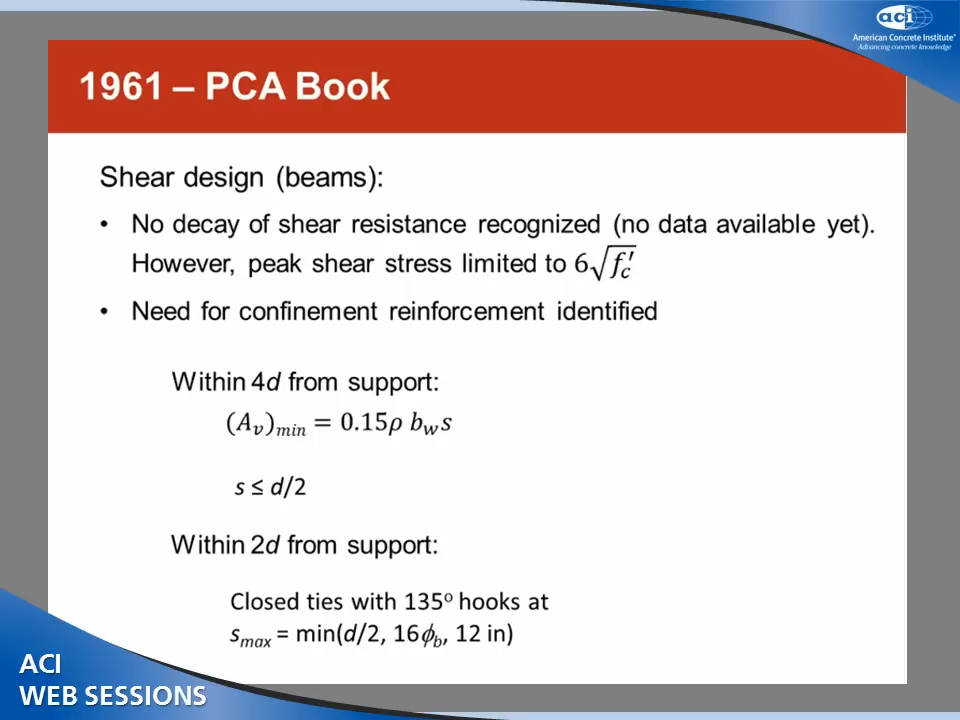 aci
American Concrete Institute®
Advancing concrete knowledge
1961 – PCA Book
Shear design (beams):
• No decay of shear resistance recognized (no data available yet).
However, peak shear stress limited to 6√f′c
• Need for confinement reinforcement identified
Within 4d from support:
(Aᵥ)min = 0.15ρ bw s
s ≤ d/2
Within 2d from support:
Closed ties with 135° hooks at
smax = min(d/2, 16ϕb, 12 in)
ACI
WEB SESSIONS